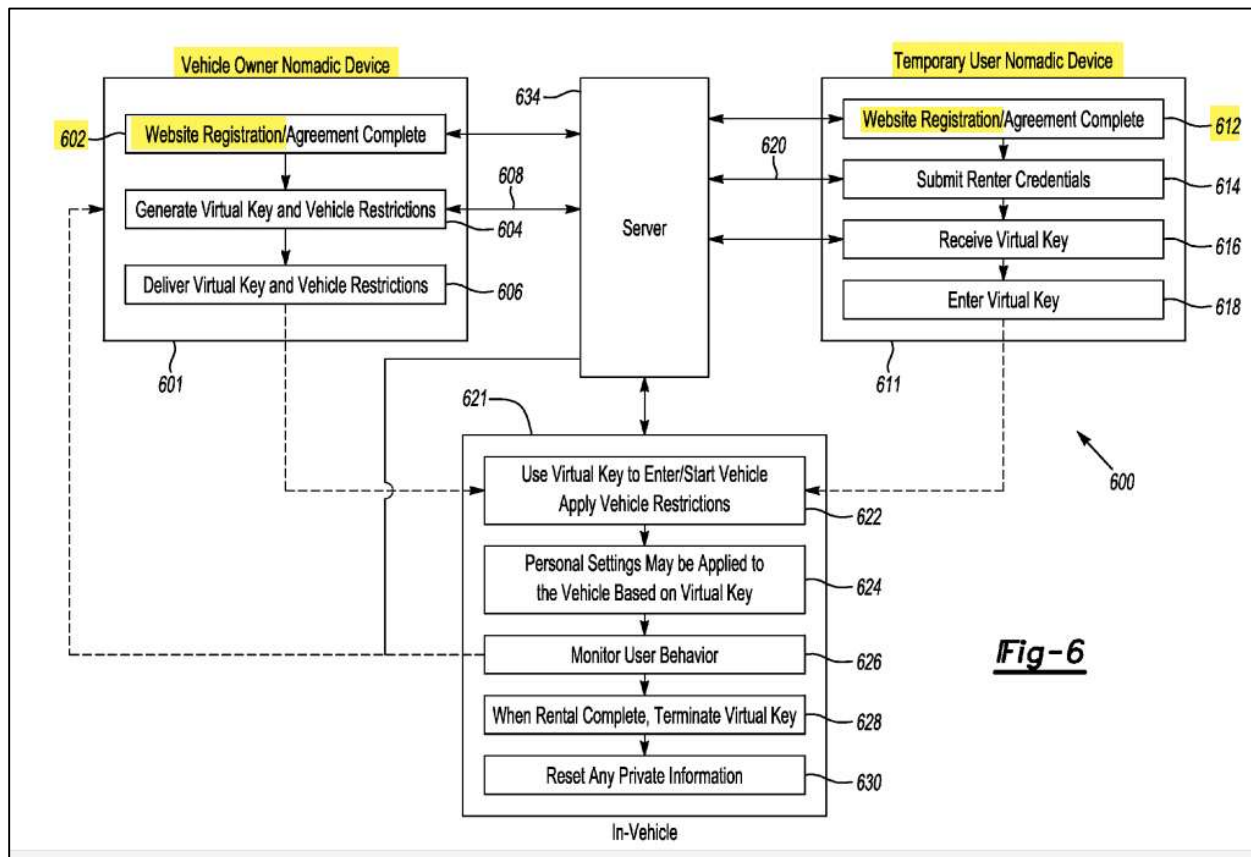 Vehicle Owner Nomadic Device
602
Website Registration/Agreement Complete
Generate Virtual Key and Vehicle Restrictions
604
Deliver Virtual Key and Vehicle Restrictions
606
601
608
634
Server
620
Temporary User Nomadic Device
Website Registration/Agreement Complete
612
Submit Renter Credentials
614
Receive Virtual Key
616
Enter Virtual Key
618
611
621
Use Virtual Key to Enter/Start Vehicle
Apply Vehicle Restrictions
622
Personal Settings May be Applied to
the Vehicle Based on Virtual Key
624
Monitor User Behavior
626
When Rental Complete, Terminate Virtual Key
628
Reset Any Private Information
630
In-Vehicle
600
Fig-6